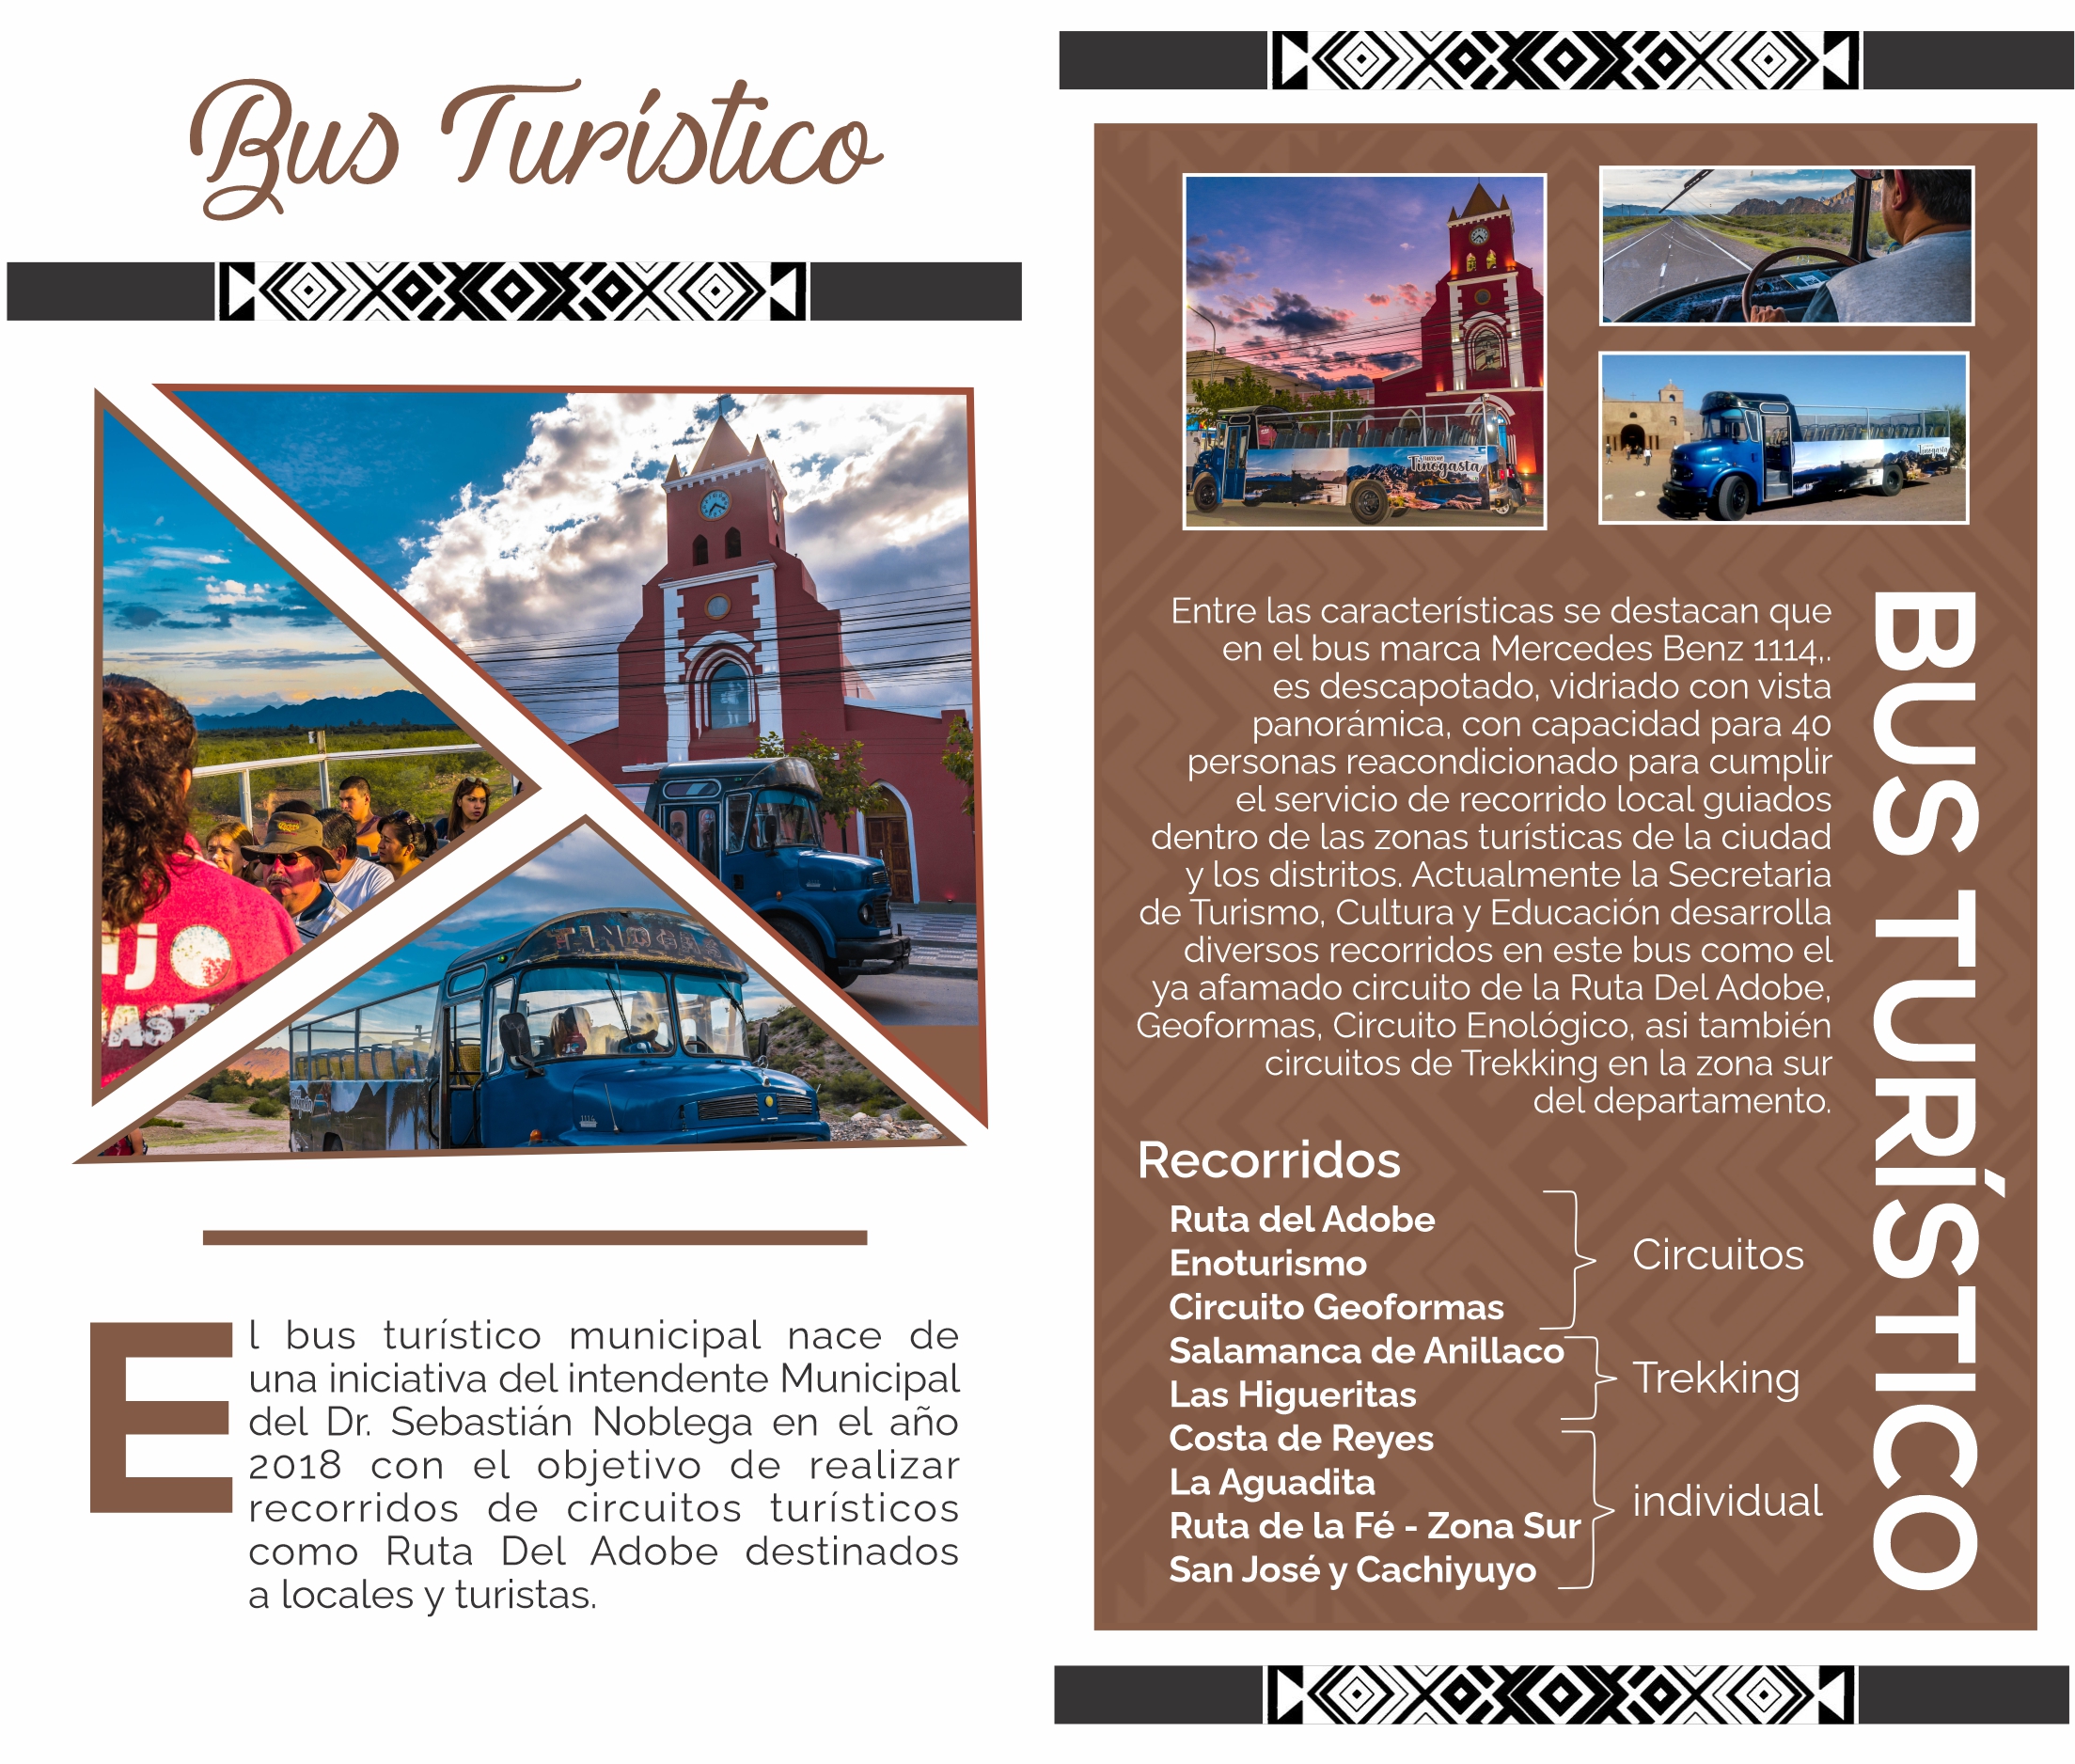 Bus Turístico
TINOGAS
El bus turístico municipal nace de
una iniciativa del intendente Municipal
del Dr. Sebastián Noblega en el año
2018 con el objetivo de realizar
recorridos de circuitos turísticos
como Ruta Del Adobe destinados
a locales y turistas.
Tinogasta
Tinogasta
Entre las características se destacan que
en el bus marca Mercedes Benz 1114,.
es descapotado, vidriado con vista
panorámica, con capacidad para 40
personas reacondicionado para cumplir
el servicio de recorrido local guiados
dentro de las zonas turísticas de la ciudad
y los distritos. Actualmente la Secretaria
de Turismo, Cultura y Educación desarrolla
diversos recorridos en este bus como el
ya afamado circuito de la Ruta Del Adobe,
Geoformas, Circuito Enológico, asi también
circuitos de Trekking en la zona sur
del departamento.
BUS TURÍSTICO
Recorridos
Ruta del Adobe
Enoturismo
Circuito Geoformas
Circuitos
Salamanca de Anillaco
Las Higueritas
Trekking
Costa de Reyes
La Aguadita
Ruta de la Fé - Zona Sur
San José y Cachiyuyo
individual